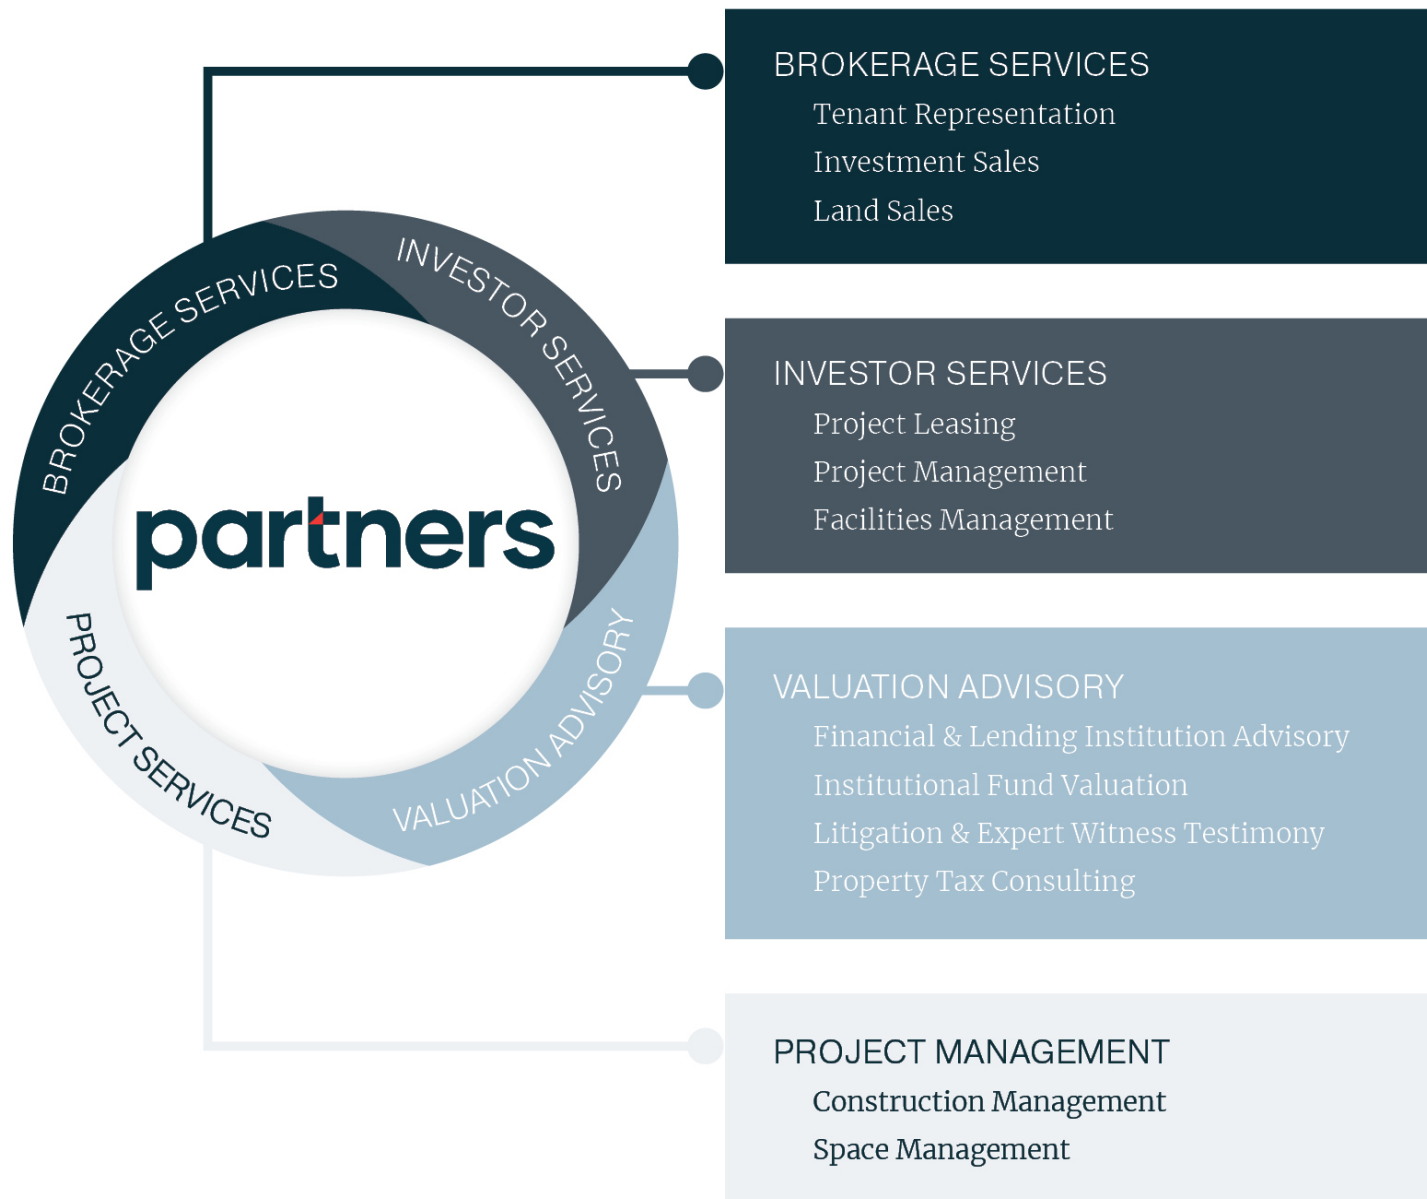 BROKERAGE SERVICES
INVESTOR SERVICES
partners
PROJECT SERVICES
VALUATION ADVISORY
BROKERAGE SERVICES
Tenant Representation
Investment Sales
Land Sales
INVESTOR SERVICES
Project Leasing
Project Management
Facilities Management
VALUATION ADVISORY
Financial & Lending Institution Advisory
Institutional Fund Valuation
Litigation & Expert Witness Testimony
Property Tax Consulting
PROJECT MANAGEMENT
Construction Management
Space Management